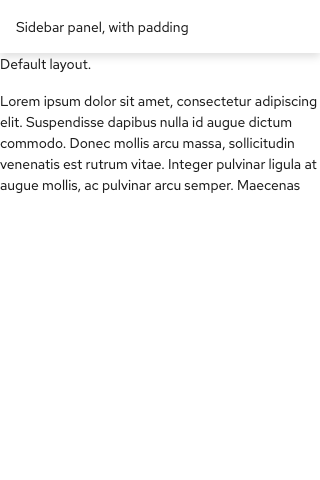 Sidebar panel, with padding
Default layout.
Lorem ipsum dolor sit amet, consectetur adipiscing
elit. Suspendisse dapibus nulla id augue dictum
commodo. Donec mollis arcu massa, sollicitudin
venenatis est rutrum vitae. Integer pulvinar ligula at
augue mollis, ac pulvinar arcu semper. Maecenas